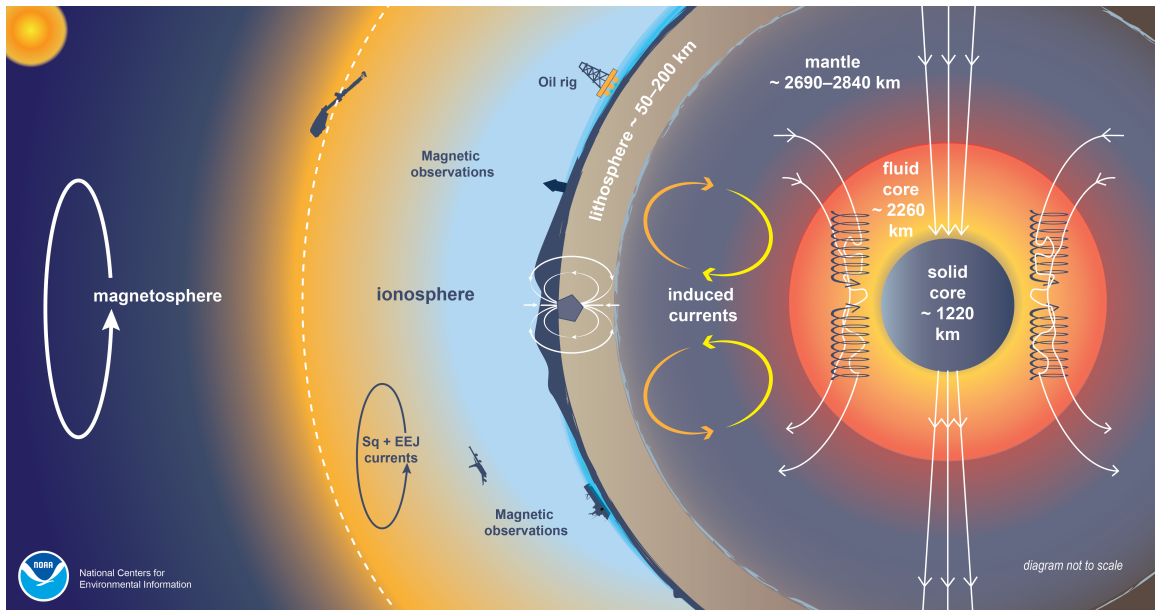 Oil rig
Magnetic
observations
lithosphere ~ 50–200 km
mantle
~ 2690–2840 km
fluid
core
~ 2260
km
solid
core
~ 1220
km
magnetosphere
ionosphere
induced
currents
Sq + EEJ
currents
Magnetic
observations
NOAA
National Centers for
Environmental Information
diagram not to scale